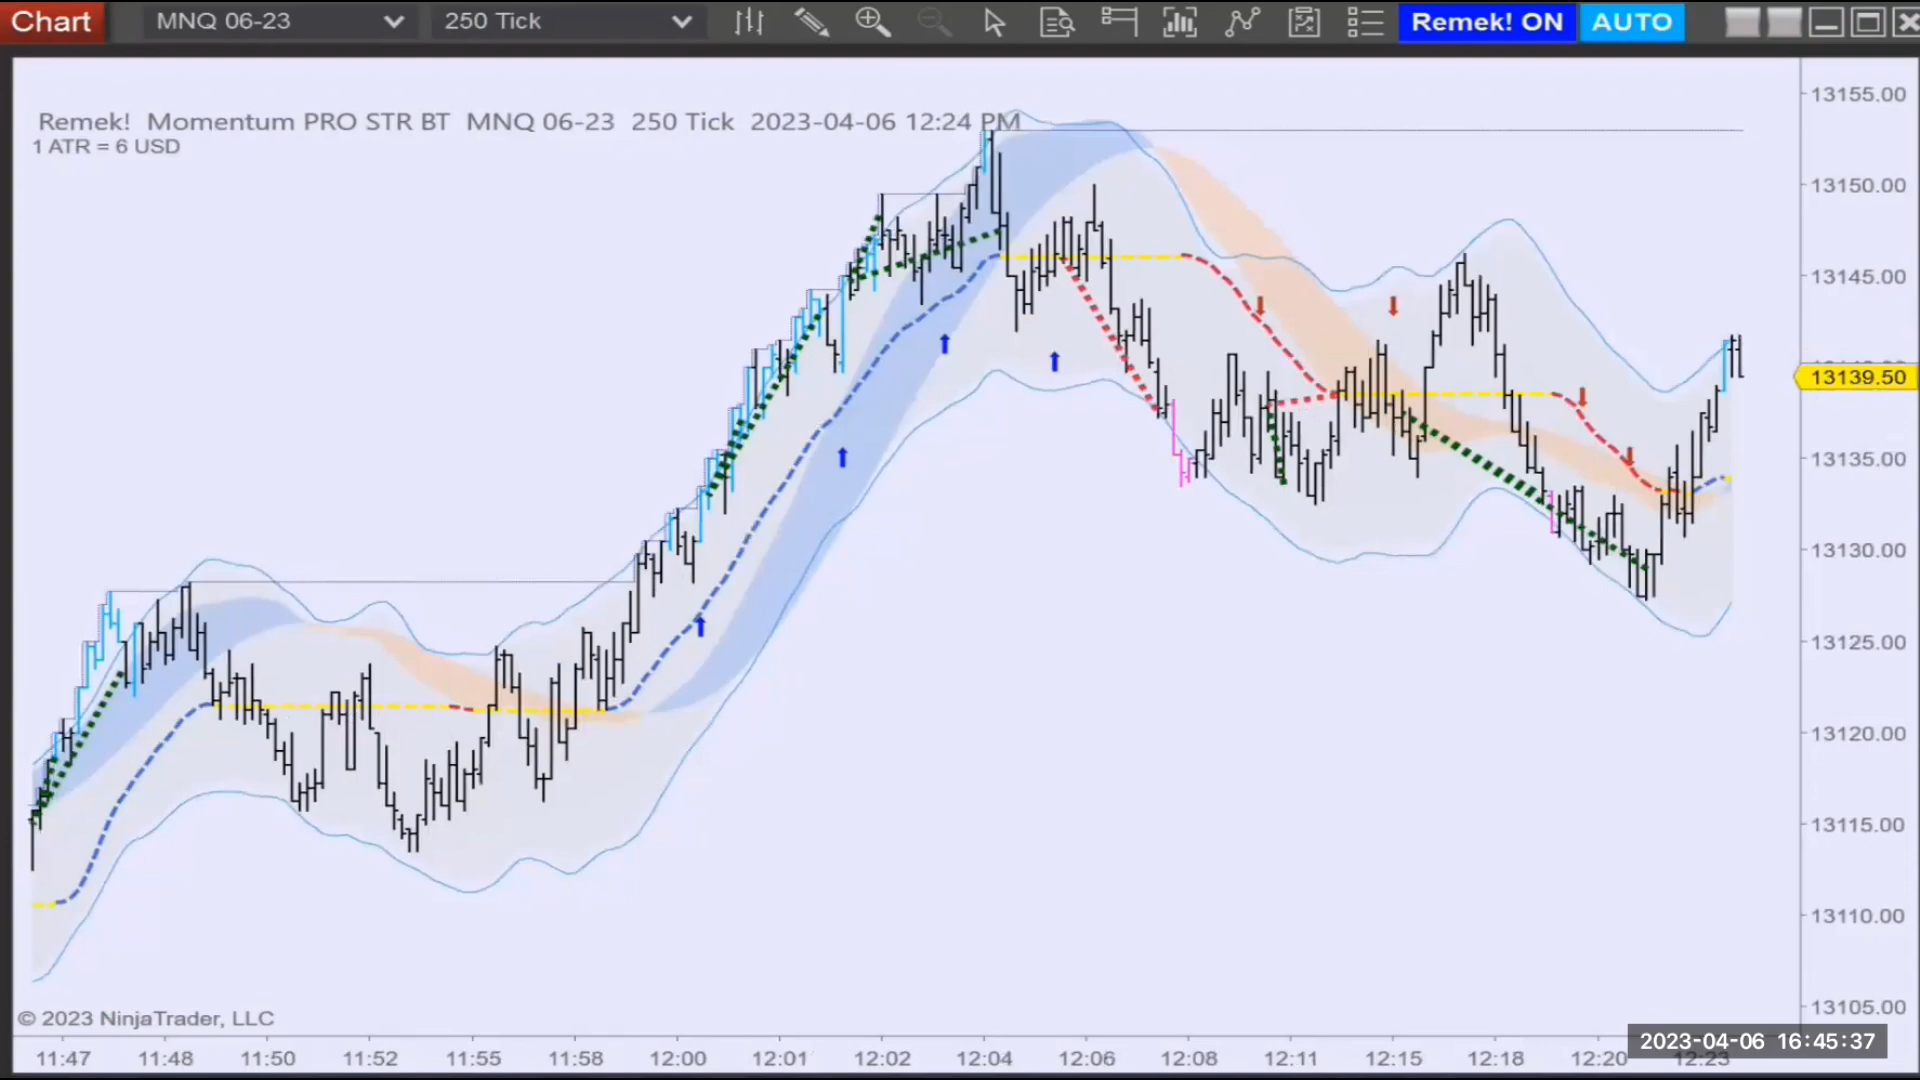 Chart MNQ 06-23 250 Tick Remek! ON AUTO
Remek! Momentum PRO STR BT MNQ 06-23 250 Tick 2023-04-06 12:24 PM
1 ATR = 6 USD
13155.00
13150.00
13145.00
13139.50
13135.00
13130.00
13125.00
13120.00
13115.00
13110.00
13105.00
© 2023 NinjaTrader, LLC
2023-04-06 16:45:37
11:47 11:48 11:50 11:52 11:55 11:58 12:00 12:01 12:02 12:04 12:06 12:08 12:11 12:15 12:18 12:20 12:23